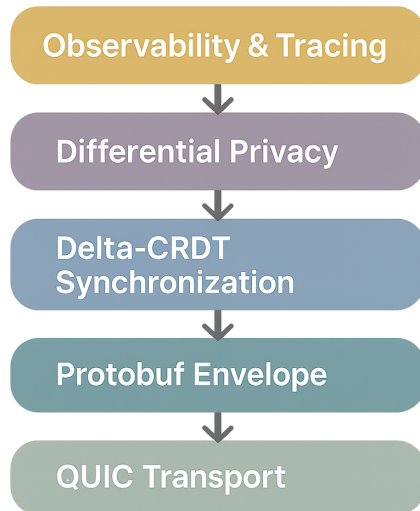 Observability & Tracing
Differential Privacy
Delta-CRDT
Synchronization
Protobuf Envelope
QUIC Transport